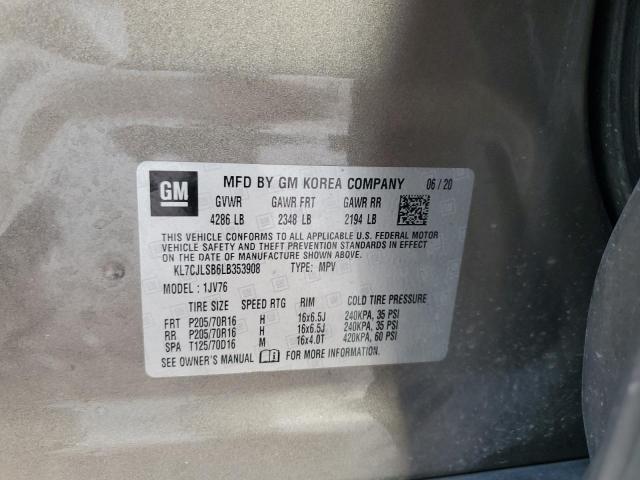 GM MFD BY GM KOREA COMPANY 06 / 20
GVWR GAWR FRT GAWR RR
4286 LB 2348 LB 2194 LB
THIS VEHICLE CONFORMS TO ALL APPLICABLE U.S. FEDERAL MOTOR
VEHICLE SAFETY AND THEFT PREVENTION STANDARDS IN EFFECT
ON THE DATE OF MANUFACTURE SHOWN ABOVE.
KL7CJLSB6LB353908 TYPE: MPV
MODEL : 1JV76
TIRE SIZE SPEED RTG RIM COLD TIRE PRESSURE
FRT P205/70R16 H 16x6.5J 240KPA, 35 PSI
RR P205/70R16 H 16x6.5J 240KPA, 35 PSI
SPA T125/70D16 M 16x4.0T 420KPA, 60 PSI
SEE OWNER'S MANUAL FOR MORE INFORMATION.